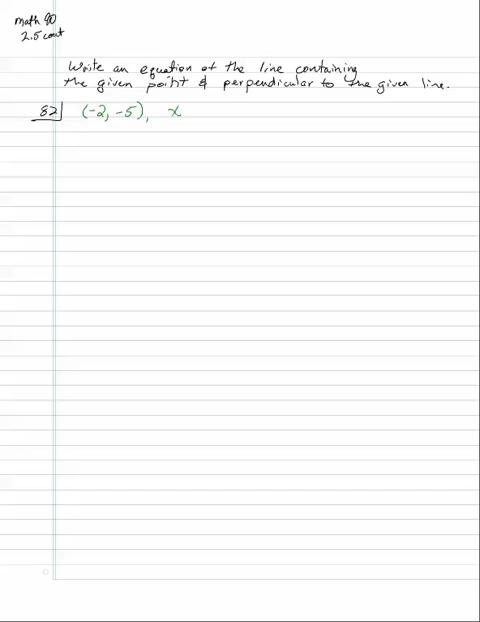 math 90
2.5 cont
Write an equation of the line containing
the given point & perpendicular to the given line.
82 (-2, -5), x